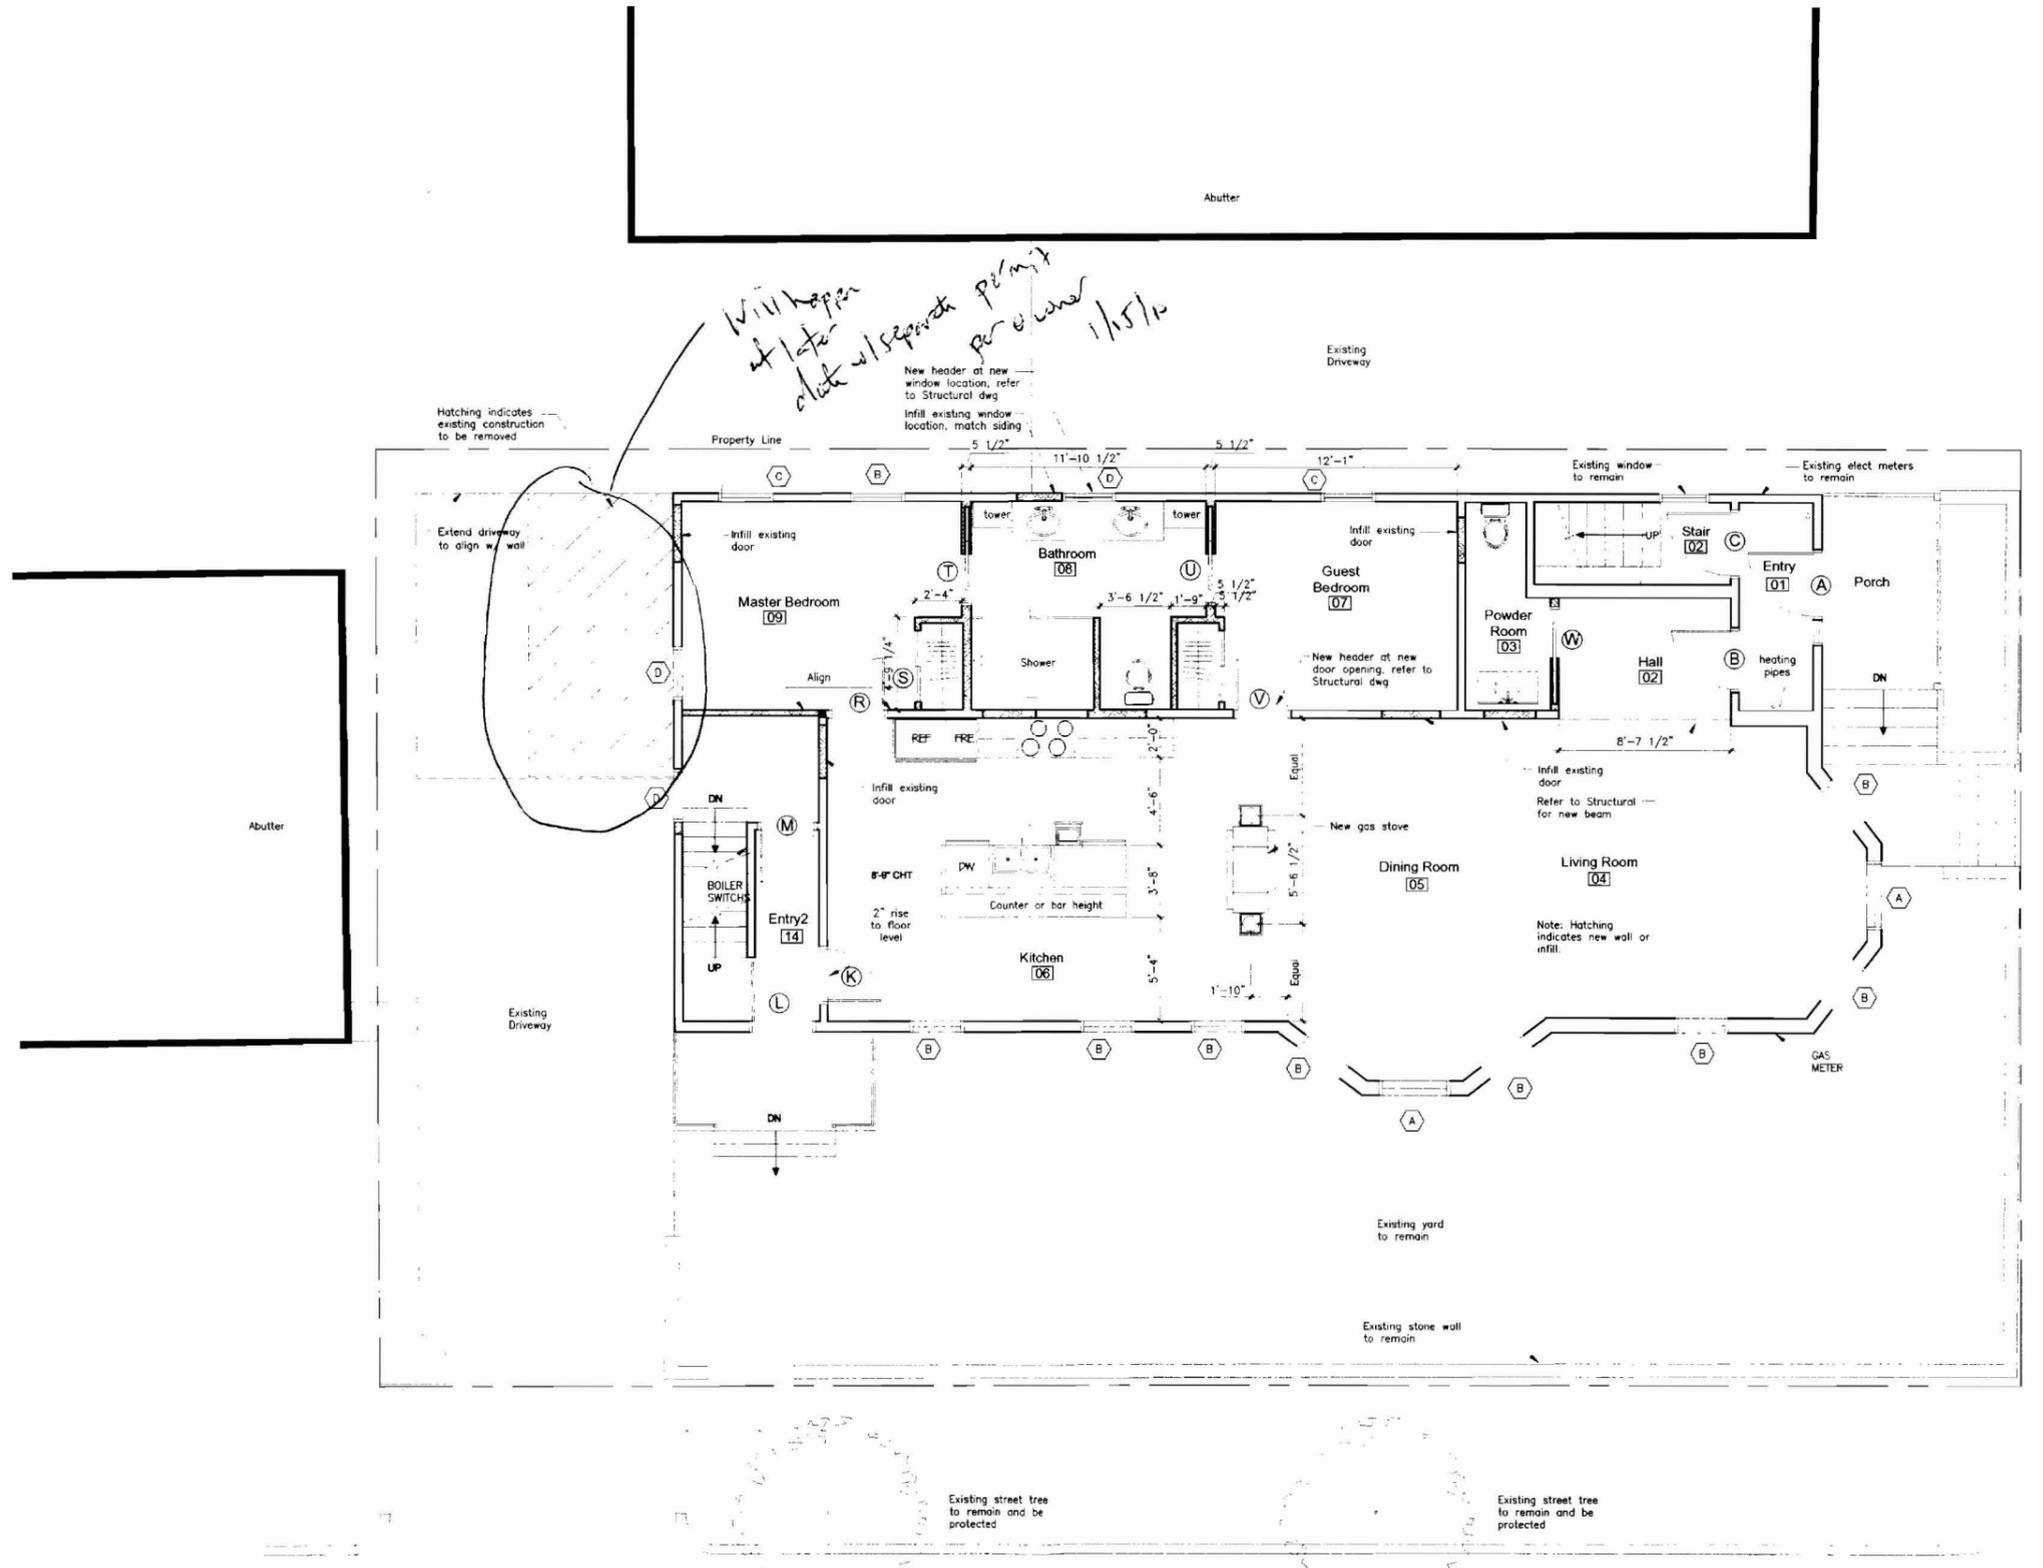 Abutter
Will happen
at later
date w/ separate permit
per owner
1/15/10
Existing
Driveway
New header at new
window location, refer
to Structural dwg
Infill existing window
location, match siding
Hatching indicates
existing construction
to be removed
Property Line
5 1/2"
11'-10 1/2"
5 1/2"
12'-1"
Existing window
to remain
Existing elect meters
to remain
C
B
D
C
Extend driveway
to align w/ wall
Infill existing
door
tower
tower
Bathroom
08
Infill existing
door
UP
Stair
02
C
Entry
01
A
Porch
T
U
Guest
Bedroom
07
Master Bedroom
09
2'-4"
3'-6 1/2"
1'-9"
5 1/2"
5 1/2"
Powder
Room
03
W
Hall
02
B
heating
pipes
DN
D
Align
S
R
Shower
New header at new
door opening, refer to
Structural dwg
V
REF
FRE
2'-0"
8'-7 1/2"
Equal
Infill existing
door
Infill existing
door
Refer to Structural
for new beam
B
D
DN
M
4'-6"
New gas stove
Abutter
BOILER
SWITCHS
8'-9" CHT
DW
3'-8"
5'-6 1/2"
Dining Room
05
Living Room
04
A
Counter or bar height
Entry2
14
2" rise
to floor
level
Note: Hatching
indicates new wall or
infill.
UP
K
Kitchen
06
5'-4"
Equal
1'-10"
L
B
Existing
Driveway
B
B
B
B
B
B
A
GAS
METER
DN
Existing yard
to remain
Existing stone wall
to remain
Existing street tree
to remain and be
protected
Existing street tree
to remain and be
protected